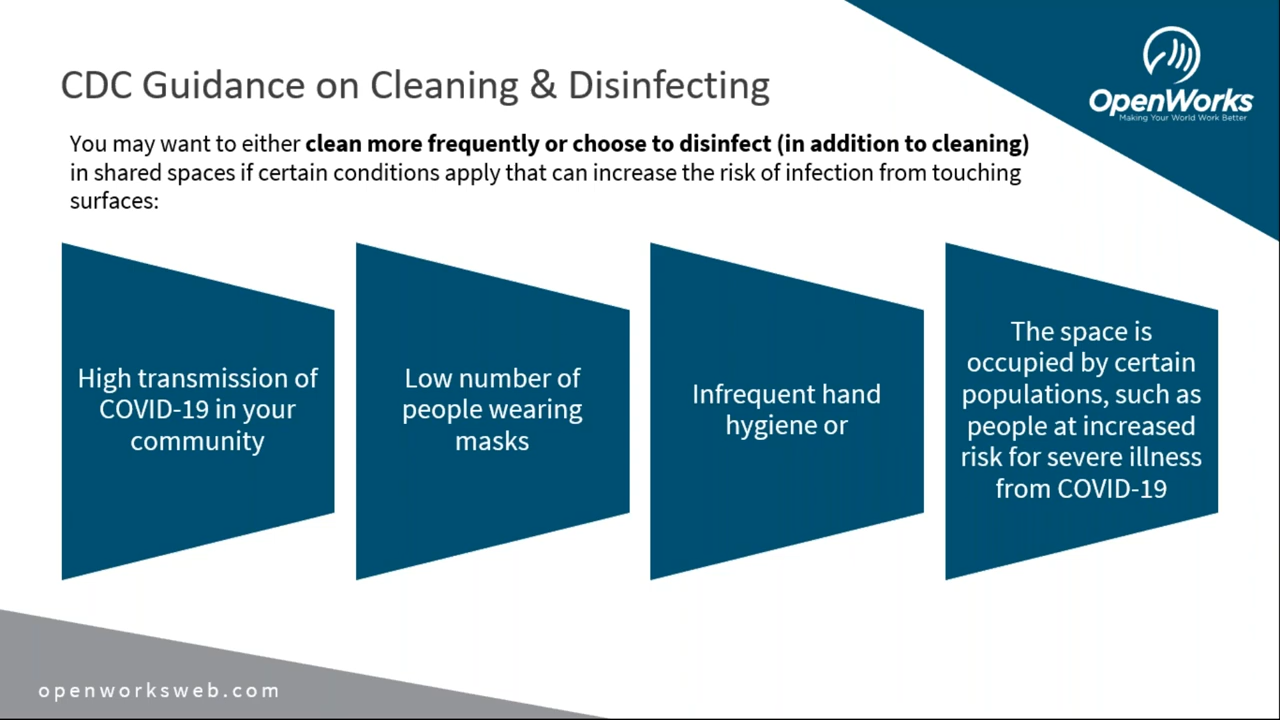 OpenWorks
Making Your World Work Better
CDC Guidance on Cleaning & Disinfecting
You may want to either clean more frequently or choose to disinfect (in addition to cleaning)
in shared spaces if certain conditions apply that can increase the risk of infection from touching
surfaces:
High transmission of
COVID-19 in your
community
Low number of
people wearing
masks
Infrequent hand
hygiene or
The space is
occupied by certain
populations, such as
people at increased
risk for severe illness
from COVID-19
openworksweb.com